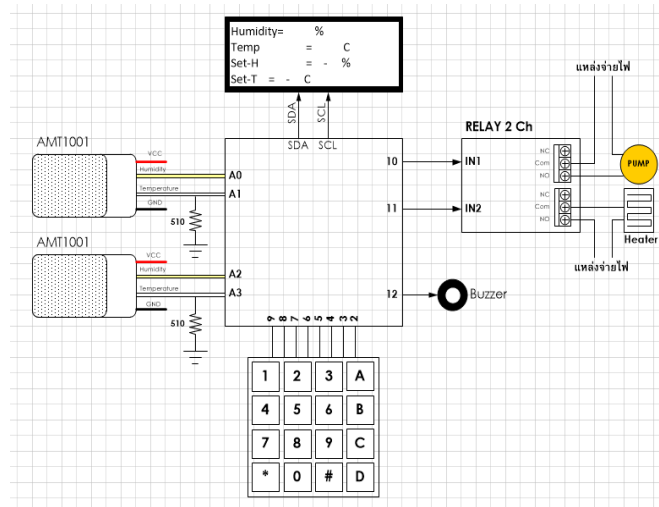 Humidity= %
Temp = C
Set-H = - %
Set-T = - C
SDA
SCL
SDA SCL
AMT1001
VCC
Humidity
Temperature
GND
510
A0
A1
AMT1001
VCC
Humidity
Temperature
GND
510
A2
A3
10
11
12
RELAY 2 Ch
IN1
IN2
NC
Com
NO
NC
Com
NO
แหล่งจ่ายไฟ
PUMP
Heater
แหล่งจ่ายไฟ
Buzzer
9 8 7 6 5 4 3 2
1 2 3 A
4 5 6 B
7 8 9 C
* 0 # D